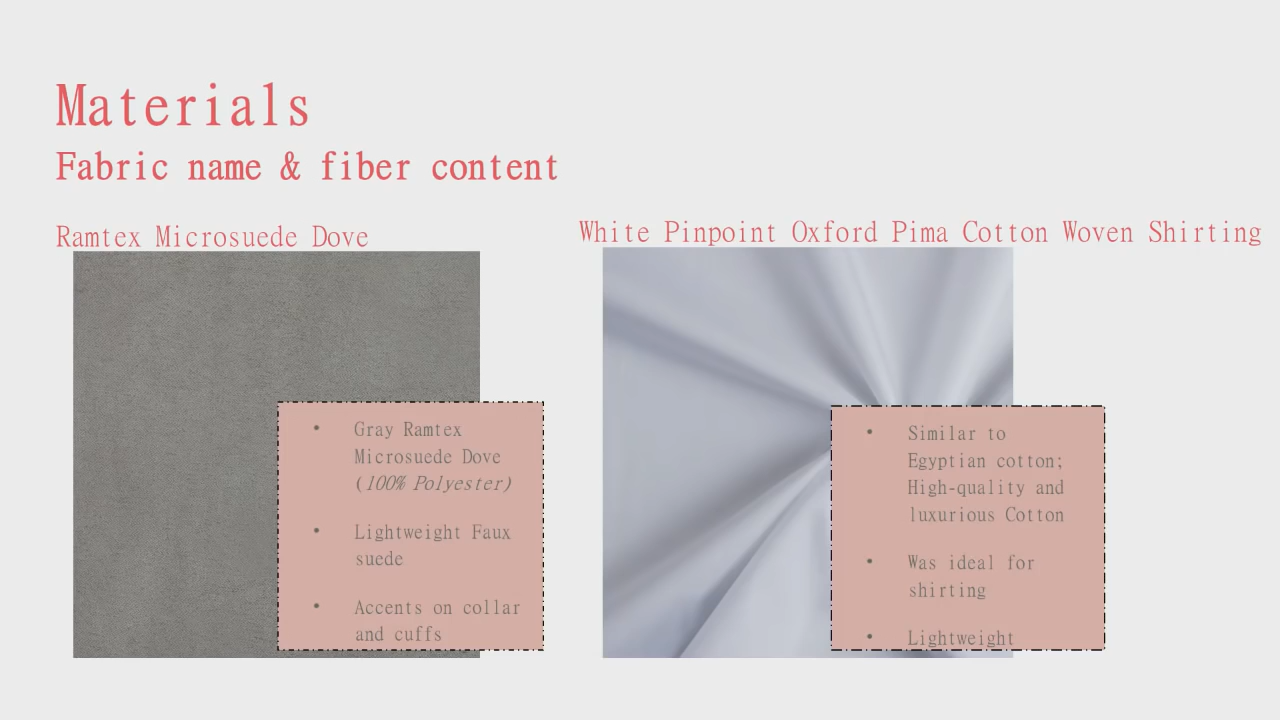 Materials
Fabric name & fiber content
Ramtex Microsuede Dove
• Gray Ramtex
Microsuede Dove
(100% Polyester)
• Lightweight Faux
suede
• Accents on collar
and cuffs
White Pinpoint Oxford Pima Cotton Woven Shirting
• Similar to
Egyptian cotton;
High-quality and
luxurious Cotton
• Was ideal for
shirting
• Lightweight